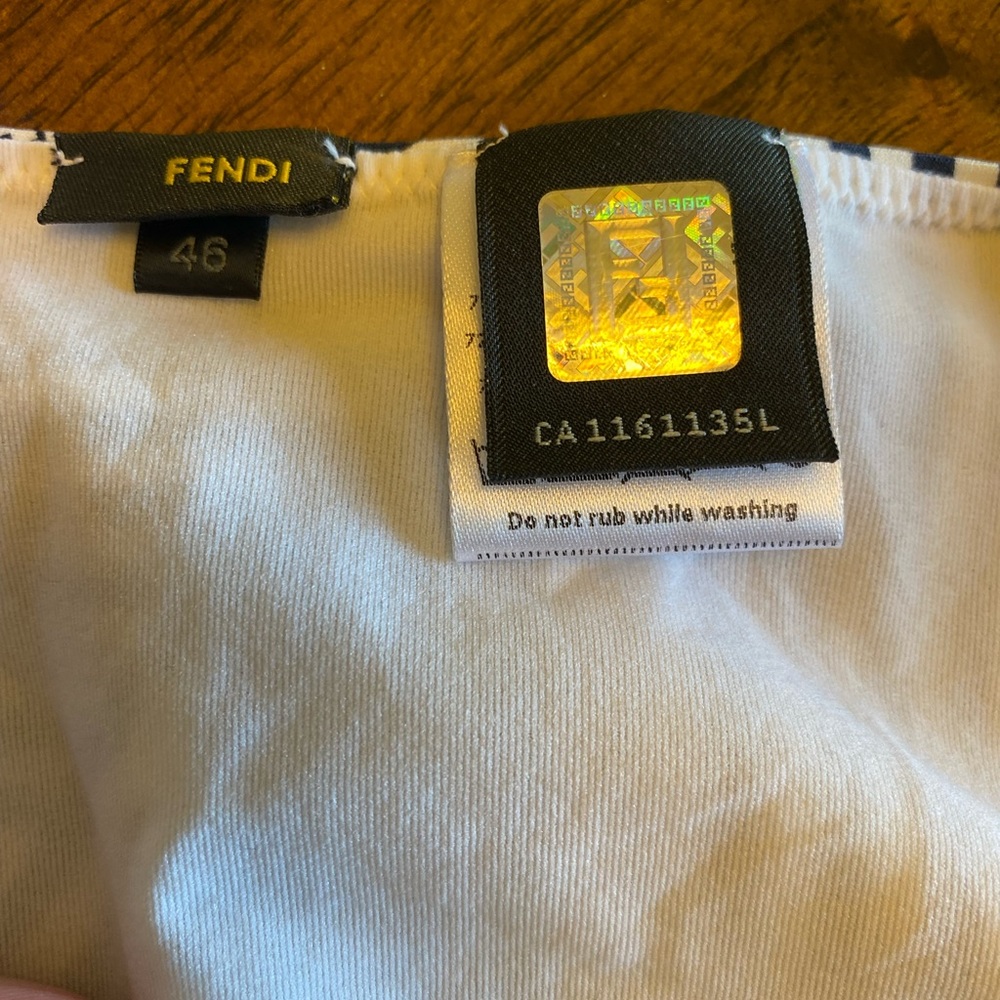 FENDI
46
CA1161135L
Do not rub while washing